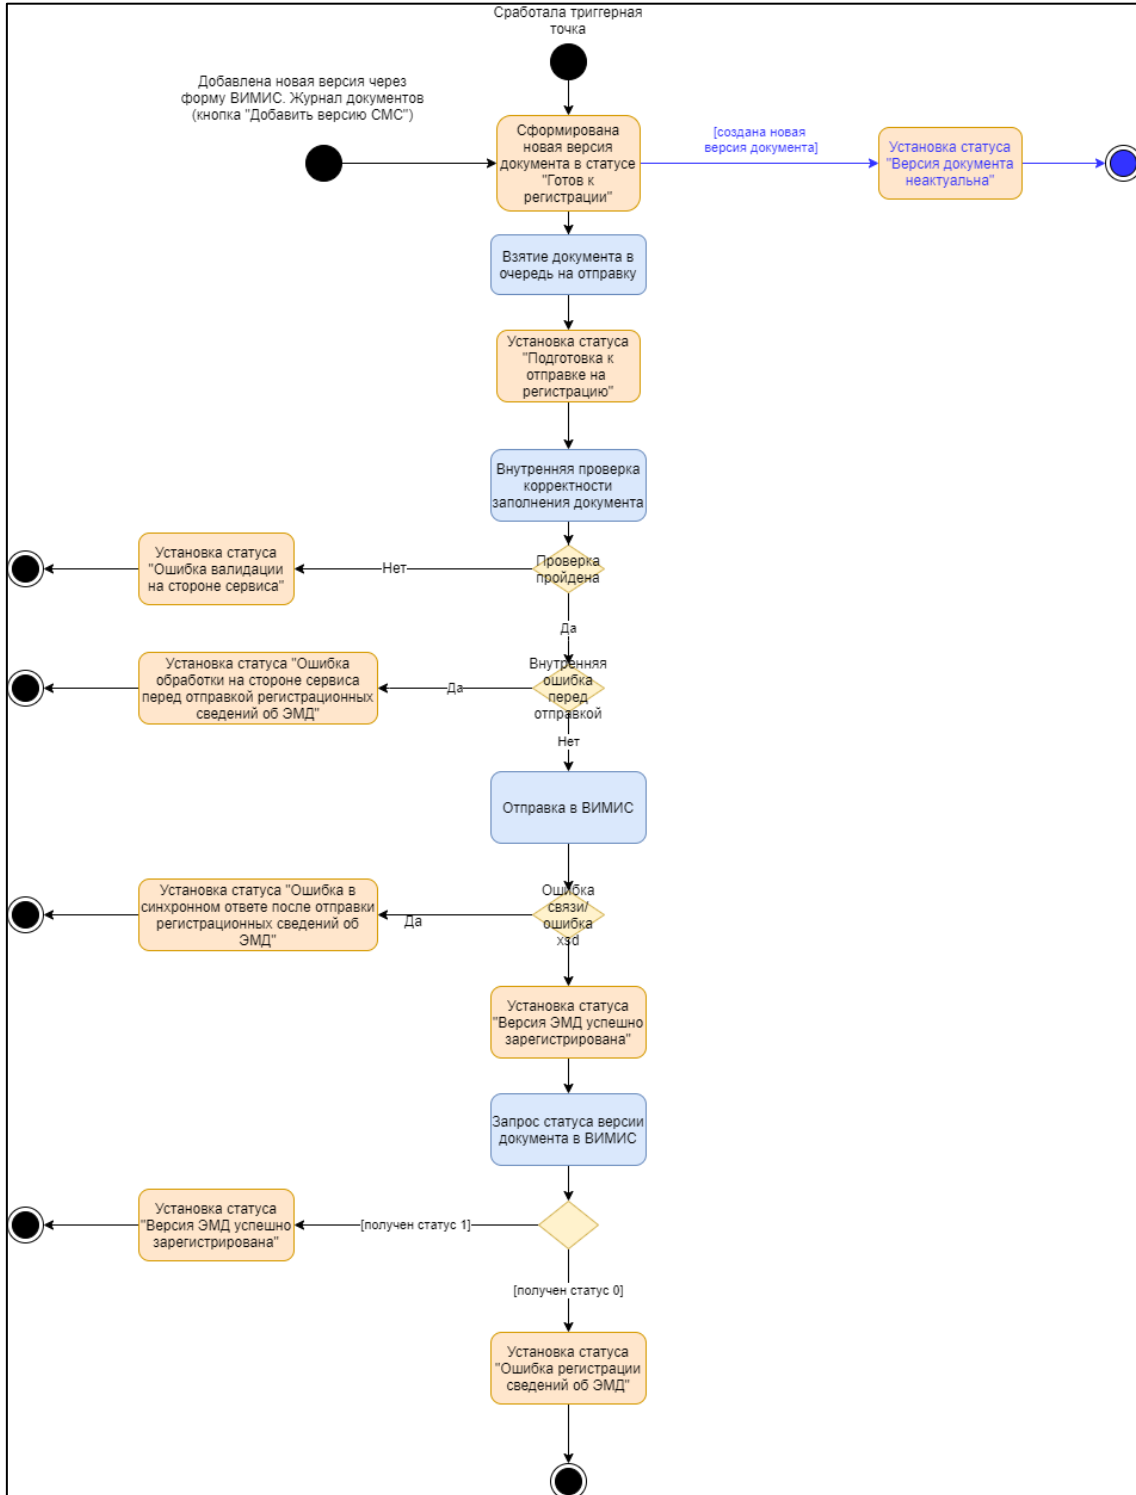 Сработала триггерная
точка
Добавлена новая версия через
форму ВИМИС. Журнал документов
(кнопка "Добавить версию СМС")
Сформирована
новая версия
документа в статусе
"Готов к
регистрации"
[создана новая
версия документа]
Установка статуса
"Версия документа
неактуальна"
Взятие документа в
очередь на отправку
Установка статуса
"Подготовка к
отправке на
регистрацию"
Внутренняя проверка
корректности
заполнения документа
Установка статуса
"Ошибка валидации
на стороне сервиса"
Нет
Проверка
пройдена
Да
Установка статуса "Ошибка
обработки на стороне сервиса
перед отправкой регистрационных
сведений об ЭМД"
Да
Внутренняя
ошибка
перед
отправкой
Нет
Отправка в ВИМИС
Установка статуса "Ошибка в
синхронном ответе после отправки
регистрационных сведений об
ЭМД"
Да
Ошибка
связи/
ошибка
xsd
Установка статуса
"Версия ЭМД успешно
зарегистрирована"
Запрос статуса версии
документа в ВИМИС
Установка статуса
"Версия ЭМД успешно
зарегистрирована"
[получен статус 1]
[получен статус 0]
Установка статуса
"Ошибка регистрации
сведений об ЭМД"